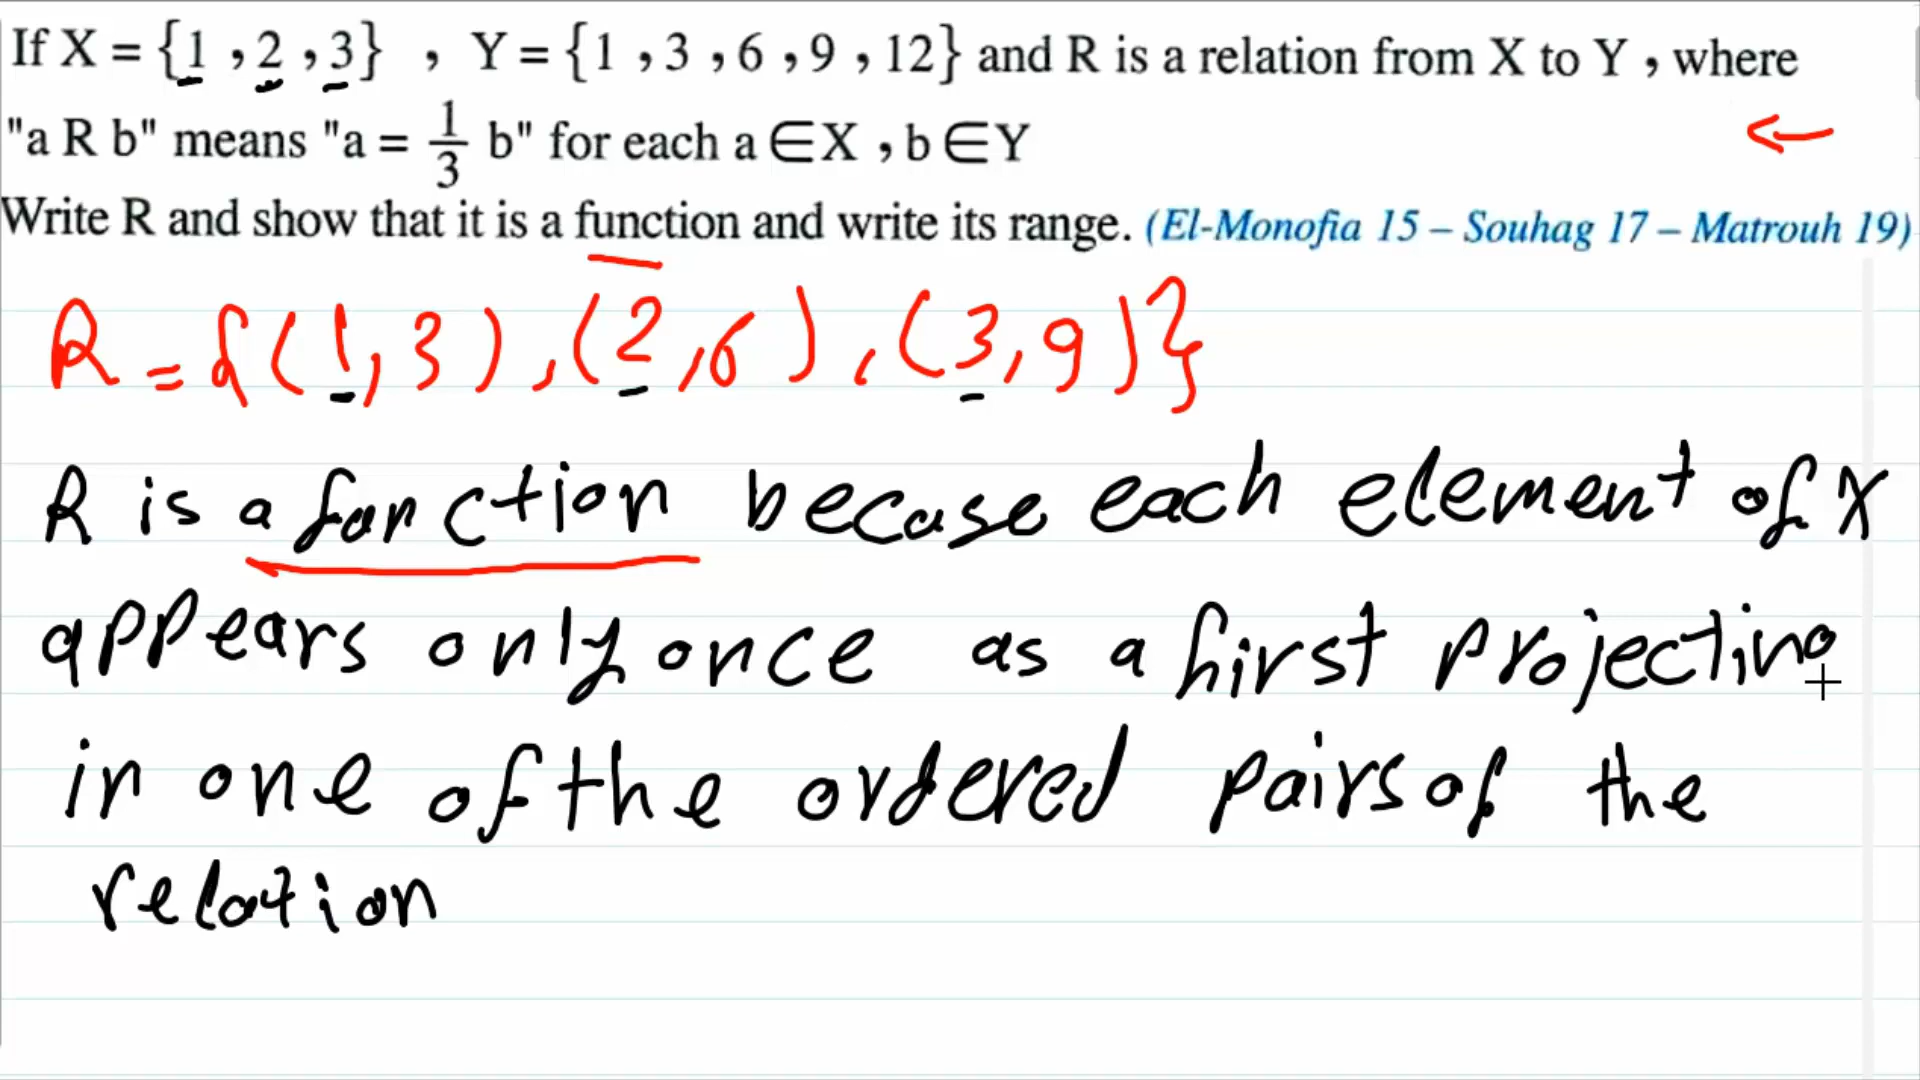 If X = {1 , 2 , 3} , Y = {1 , 3 , 6 , 9 , 12} and R is a relation from X to Y , where
"a R b" means "a = 1/3 b" for each a ∈ X , b ∈ Y
Write R and show that it is a function and write its range. (El-Monofia 15 – Souhag 17 – Matrouh 19)
R = {(1,3), (2,6), (3,9)}
R is a function becase each element of X
appears only once as a first projectino
in one of the ordered pairs of the
relation